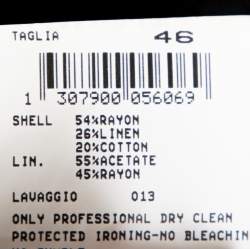 TAGLIA 46
1 307900 056069
SHELL 54%RAYON
26%LINEN
20%COTTON
LIN. 55%ACETATE
45%RAYON
LAVAGGIO 013
ONLY PROFESSIONAL DRY CLEAN
PROTECTED IRONING-NO BLEACHIN